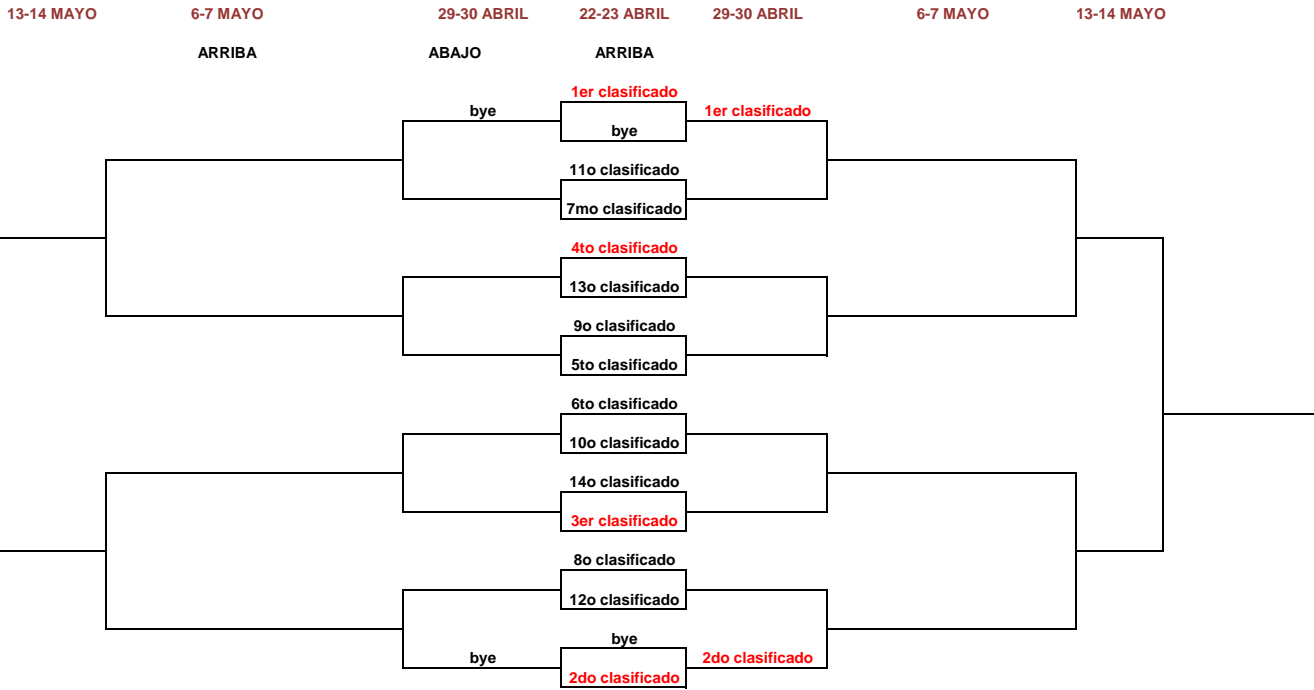 13-14 MAYO 6-7 MAYO 29-30 ABRIL 22-23 ABRIL 29-30 ABRIL 6-7 MAYO 13-14 MAYO
ARRIBA ABAJO ARRIBA
1er clasificado
bye 1er clasificado
bye
11o clasificado
7mo clasificado
4to clasificado
13o clasificado
9o clasificado
5to clasificado
6to clasificado
10o clasificado
14o clasificado
3er clasificado
8o clasificado
12o clasificado
bye
bye 2do clasificado
2do clasificado